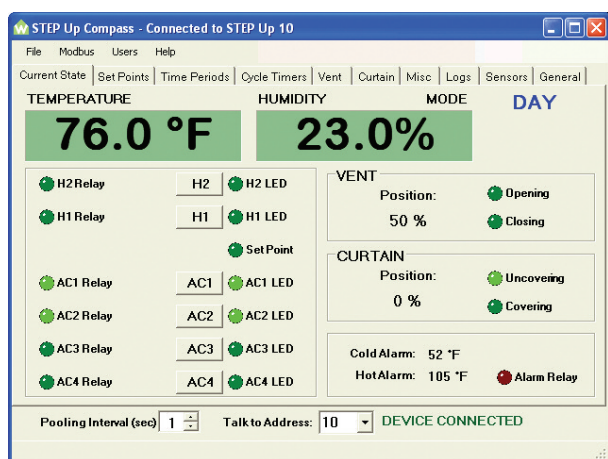 STEP Up Compass - Connected to STEP Up 10
File Modbus Users Help
Current State Set Points Time Periods Cycle Timers Vent Curtain Misc Logs Sensors General
TEMPERATURE HUMIDITY MODE DAY
76.0 °F 23.0%
H2 Relay H2 H2 LED
H1 Relay H1 H1 LED
Set Point
AC1 Relay AC1 AC1 LED
AC2 Relay AC2 AC2 LED
AC3 Relay AC3 AC3 LED
AC4 Relay AC4 AC4 LED
VENT
Position: Opening
50 % Closing
CURTAIN
Position: Uncovering
0 % Covering
Cold Alarm: 52 °F
Hot Alarm: 105 °F Alarm Relay
Pooling Interval (sec) 1 Talk to Address: 10 DEVICE CONNECTED